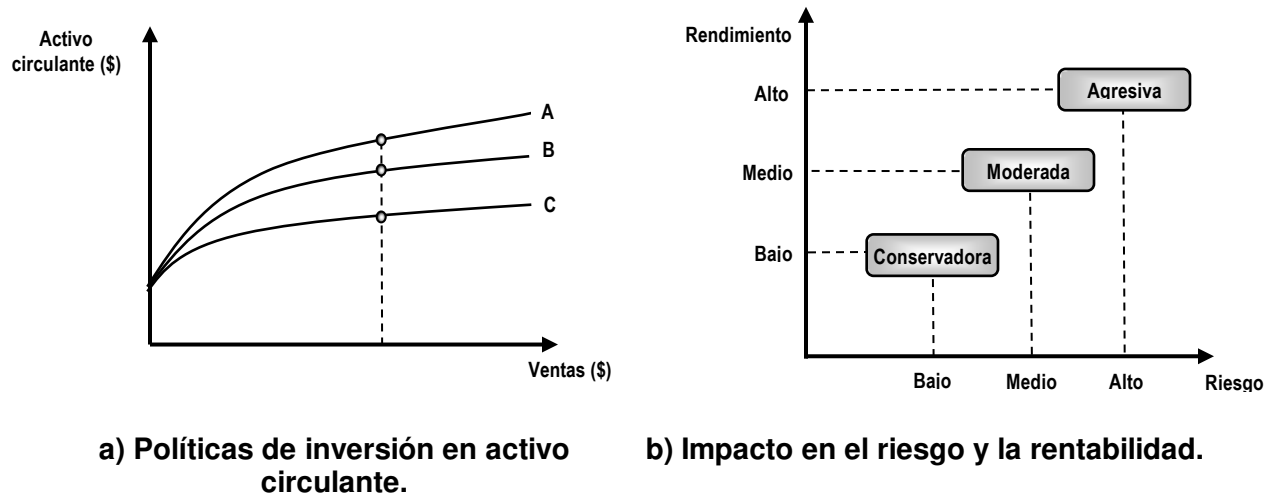 Activo
circulante ($)
A
B
C
Ventas ($)
Rendimiento
Alto
Agresiva
Medio
Moderada
Bajo
Conservadora
Bajo
Medio
Alto
Riesgo
a) Políticas de inversión en activo
circulante.
b) Impacto en el riesgo y la rentabilidad.